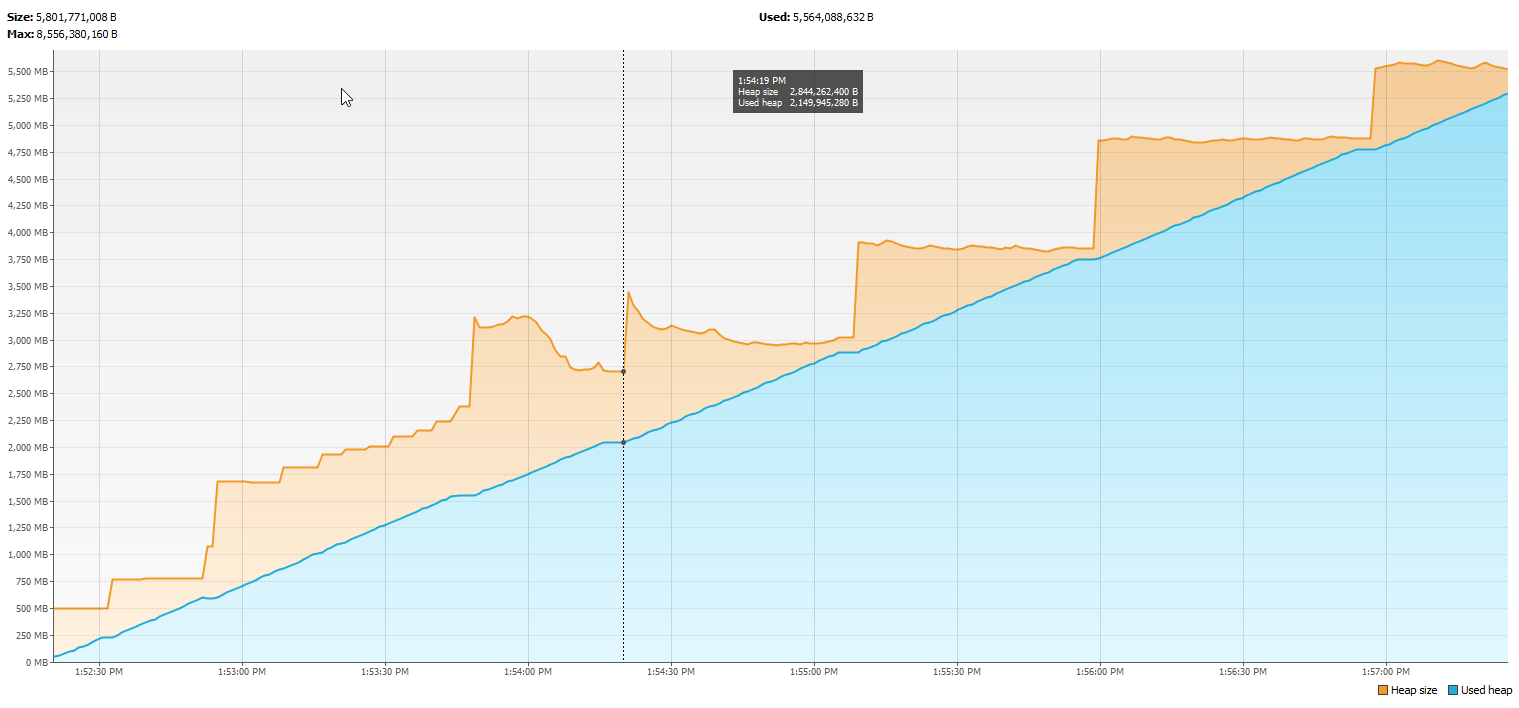 Size: 5,801,771,008 B
Used: 5,564,088,632 B
Max: 8,556,380,160 B
5,500 MB
5,250 MB
5,000 MB
4,750 MB
4,500 MB
4,250 MB
4,000 MB
3,750 MB
3,500 MB
3,250 MB
3,000 MB
2,750 MB
2,500 MB
2,250 MB
2,000 MB
1,750 MB
1,500 MB
1,250 MB
1,000 MB
750 MB
500 MB
250 MB
0 MB
1:54:19 PM
Heap size 2,844,262,400 B
Used heap 2,149,945,280 B
1:52:30 PM 1:53:00 PM 1:53:30 PM 1:54:00 PM 1:54:30 PM 1:55:00 PM 1:55:30 PM 1:56:00 PM 1:56:30 PM 1:57:00 PM
Heap size Used heap